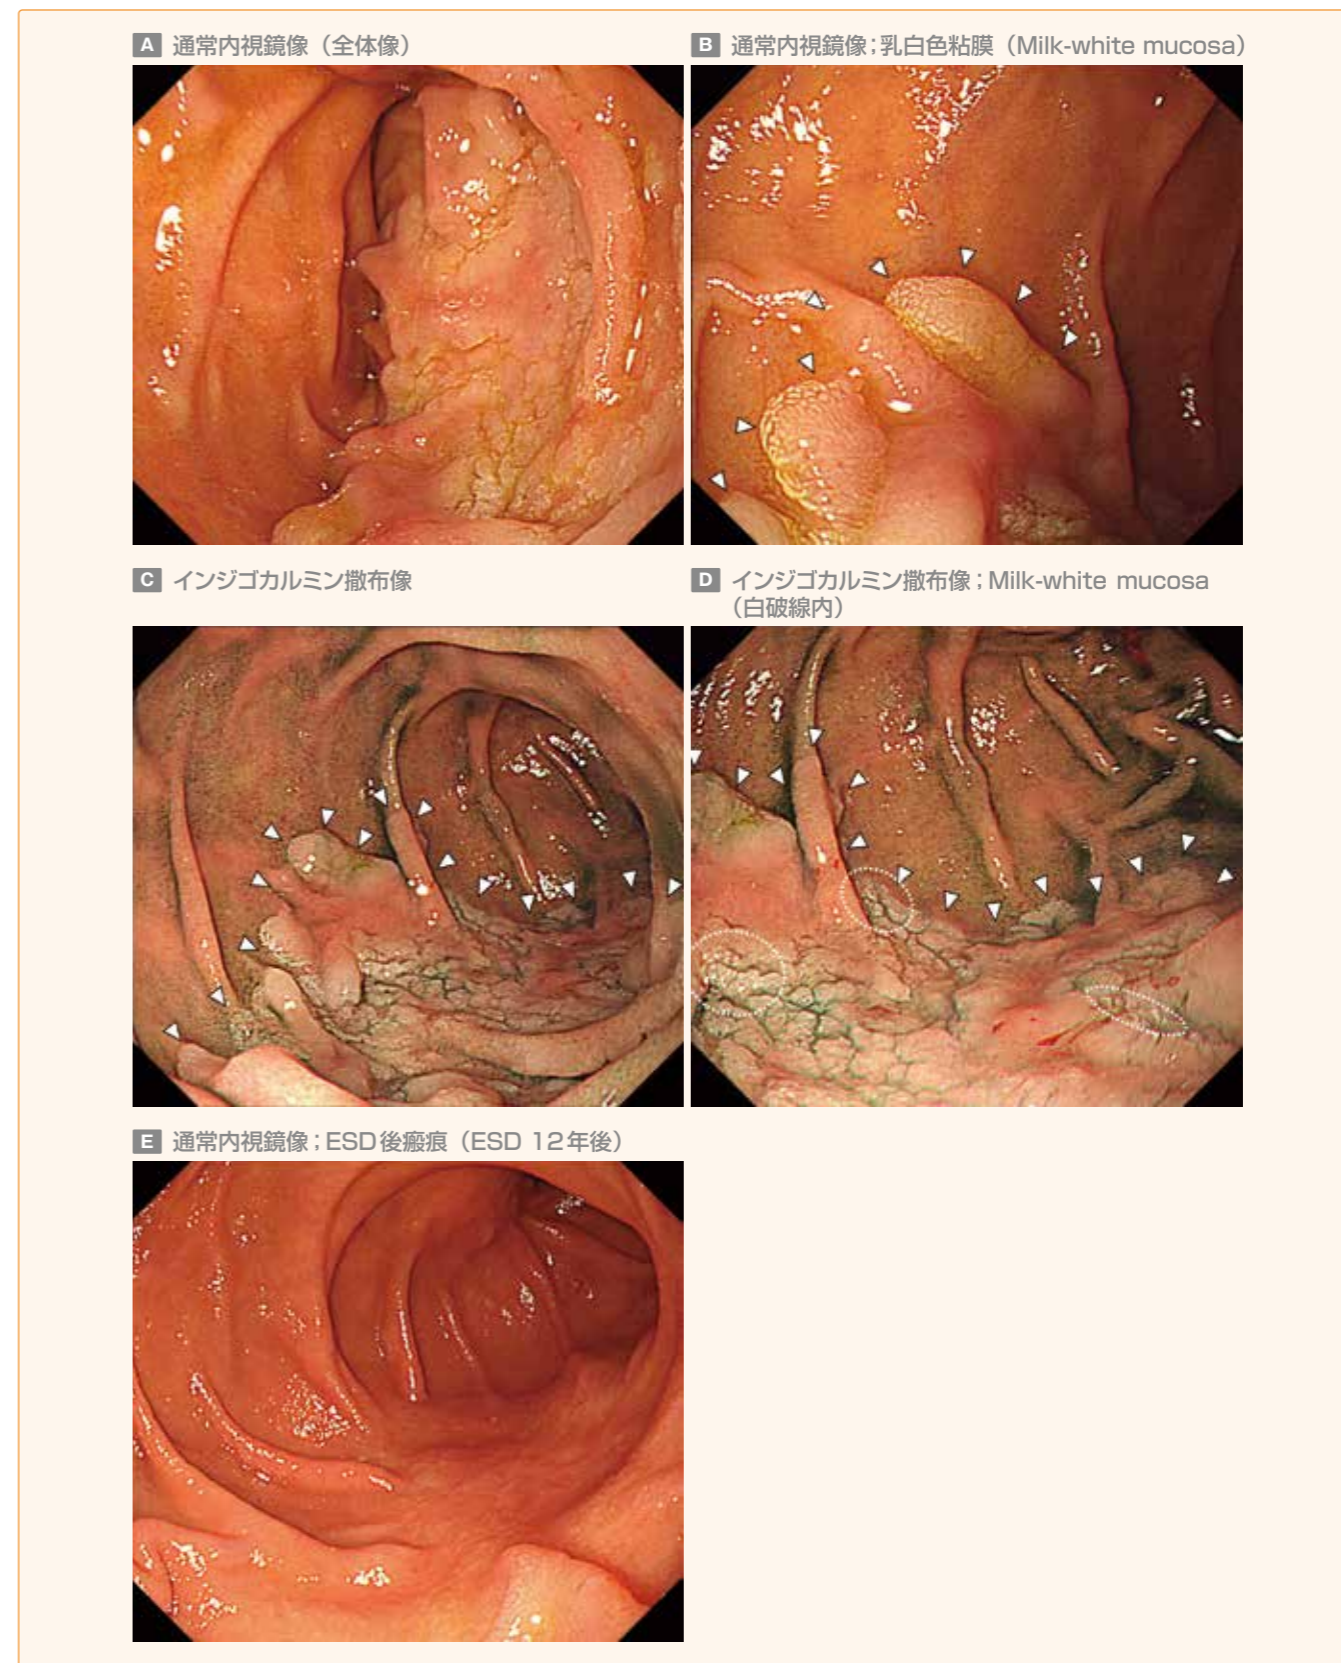 A 通常内視鏡像（全体像）
B 通常内視鏡像；乳白色粘膜（Milk-white mucosa）
C インジゴカルミン撒布像
D インジゴカルミン撒布像；Milk-white mucosa
（白破線内）
E 通常内視鏡像；ESD後瘢痕（ESD 12年後）